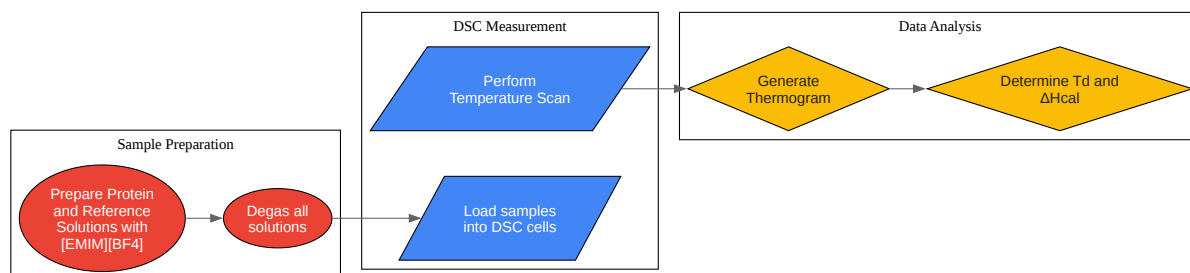 Sample Preparation
Prepare Protein
and Reference
Solutions with
[EMIM][BF4]
Degas all
solutions
DSC Measurement
Perform
Temperature Scan
Load samples
into DSC cells
Data Analysis
Generate
Thermogram
Determine Td and
ΔHcal